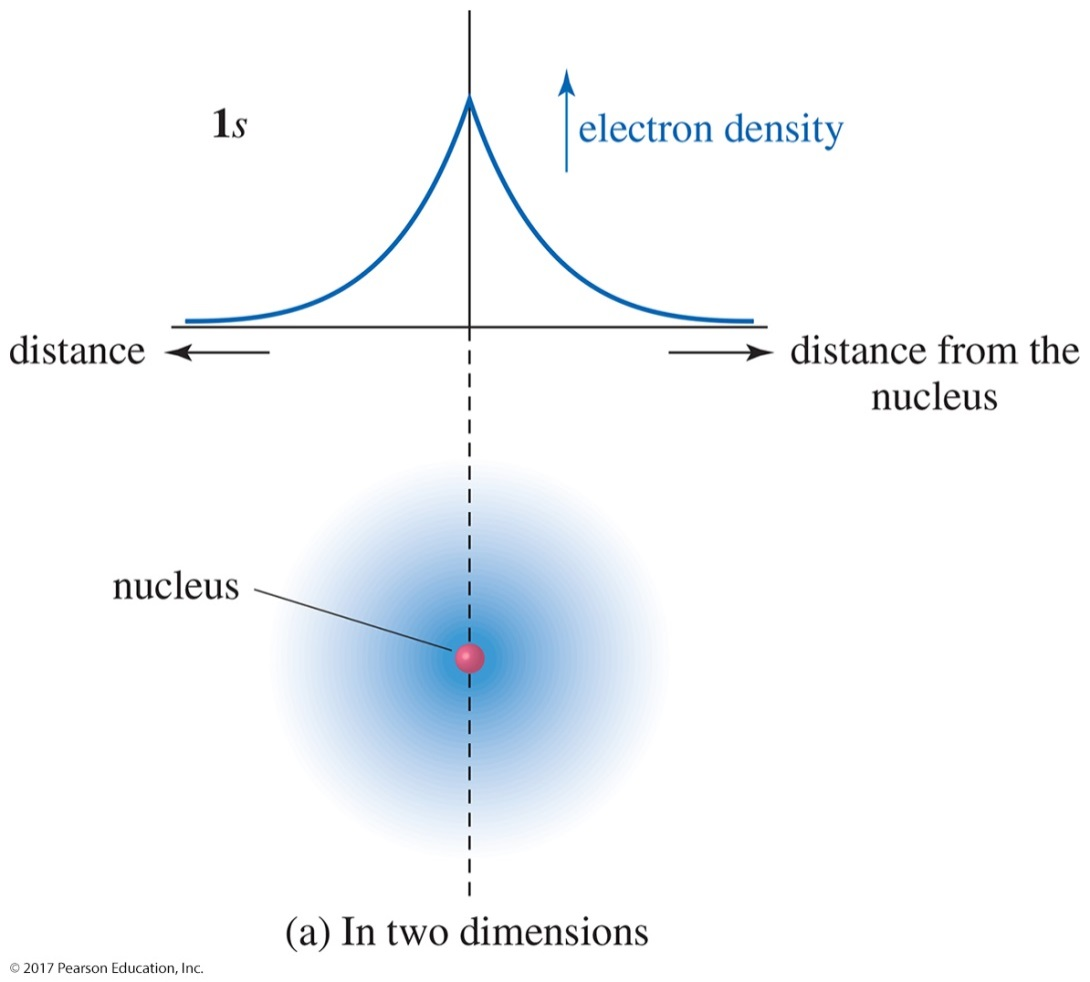 1s
electron density
distance
distance from the
nucleus
nucleus
(a) In two dimensions
© 2017 Pearson Education, Inc.